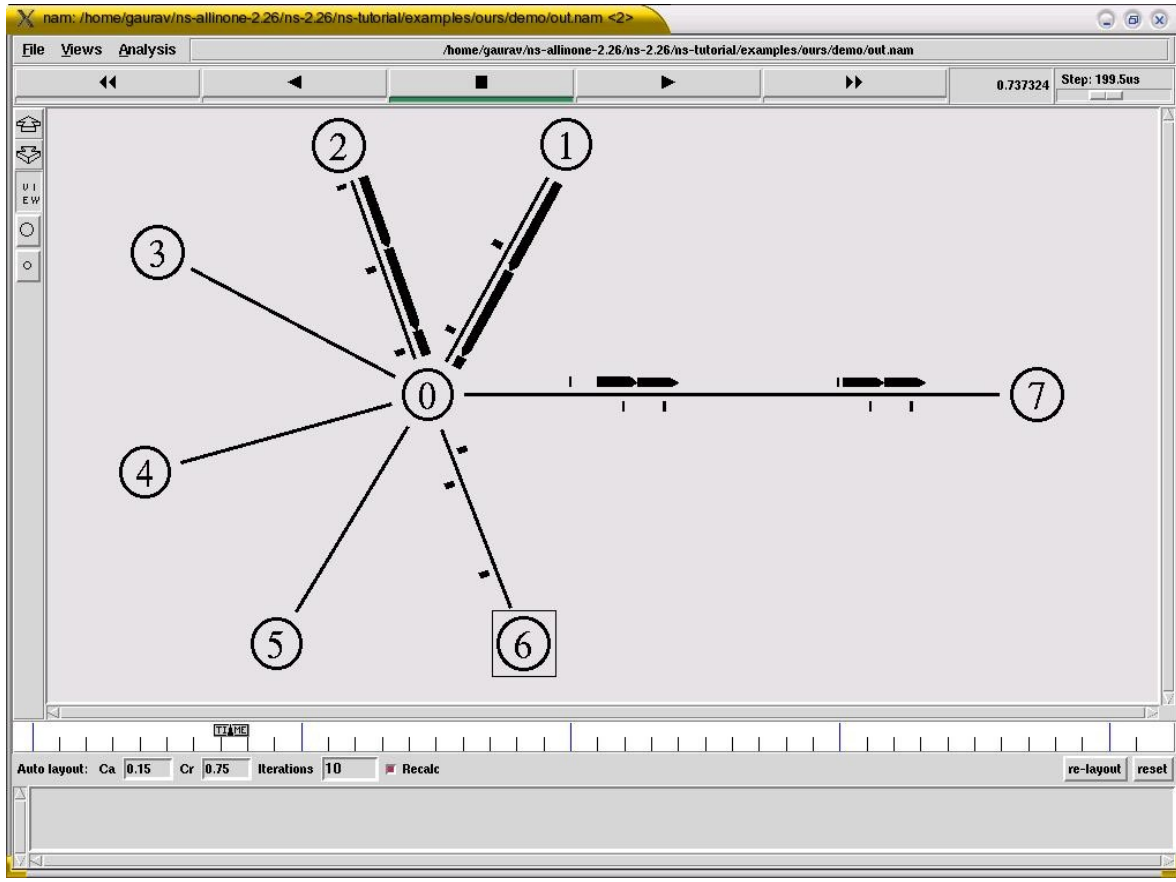 nam: /home/gaurav/ns-allinone-2.26/ns-2.26/ns-tutorial/examples/ours/demo/out.nam <2>
File Views Analysis /home/gaurav/ns-allinone-2.26/ns-2.26/ns-tutorial/examples/ours/demo/out.nam
0.737324 Step: 199.5us
VIEW
2 1
3
0 7
4
5 6
TIME
Auto layout: Ca 0.15 Cr 0.75 Iterations 10 Recalc re-layout reset